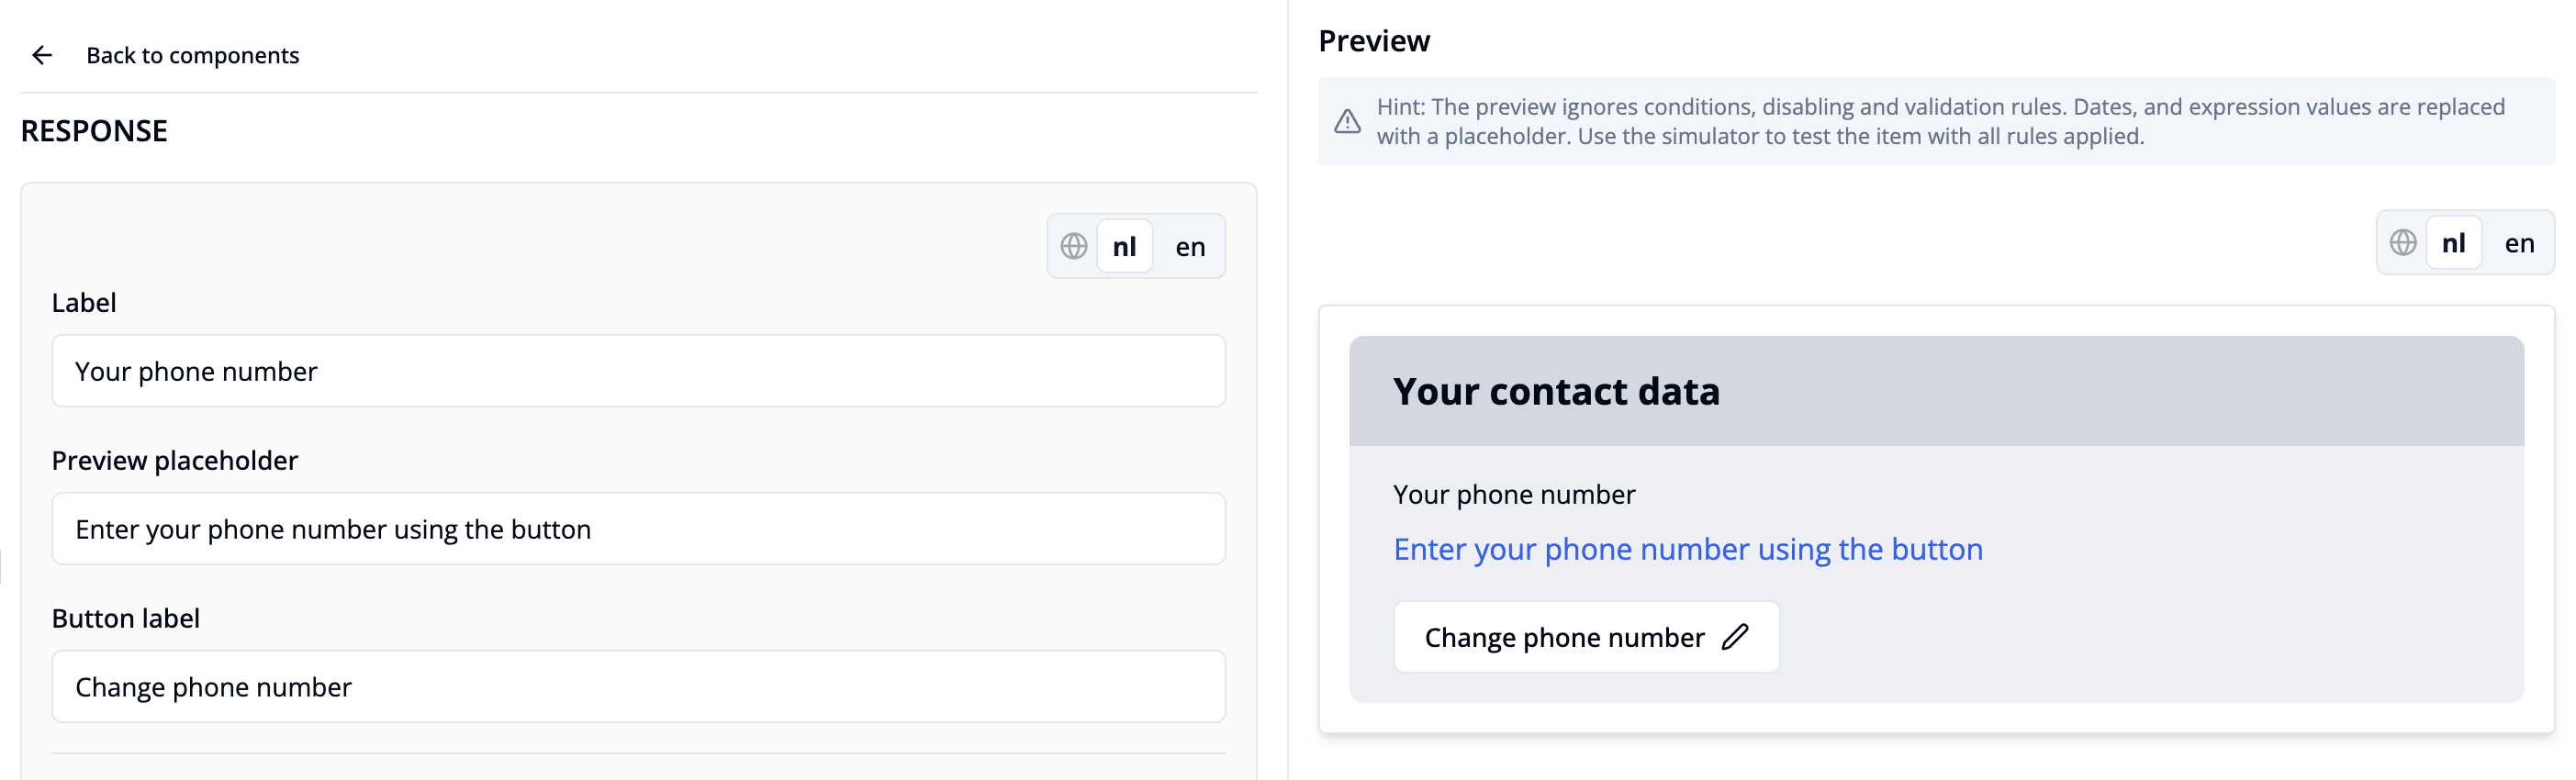 Back to components
RESPONSE
nl en
Label
Your phone number
Preview placeholder
Enter your phone number using the button
Button label
Change phone number
Preview
Hint: The preview ignores conditions, disabling and validation rules. Dates, and expression values are replaced
with a placeholder. Use the simulator to test the item with all rules applied.
nl en
Your contact data
Your phone number
Enter your phone number using the button
Change phone number